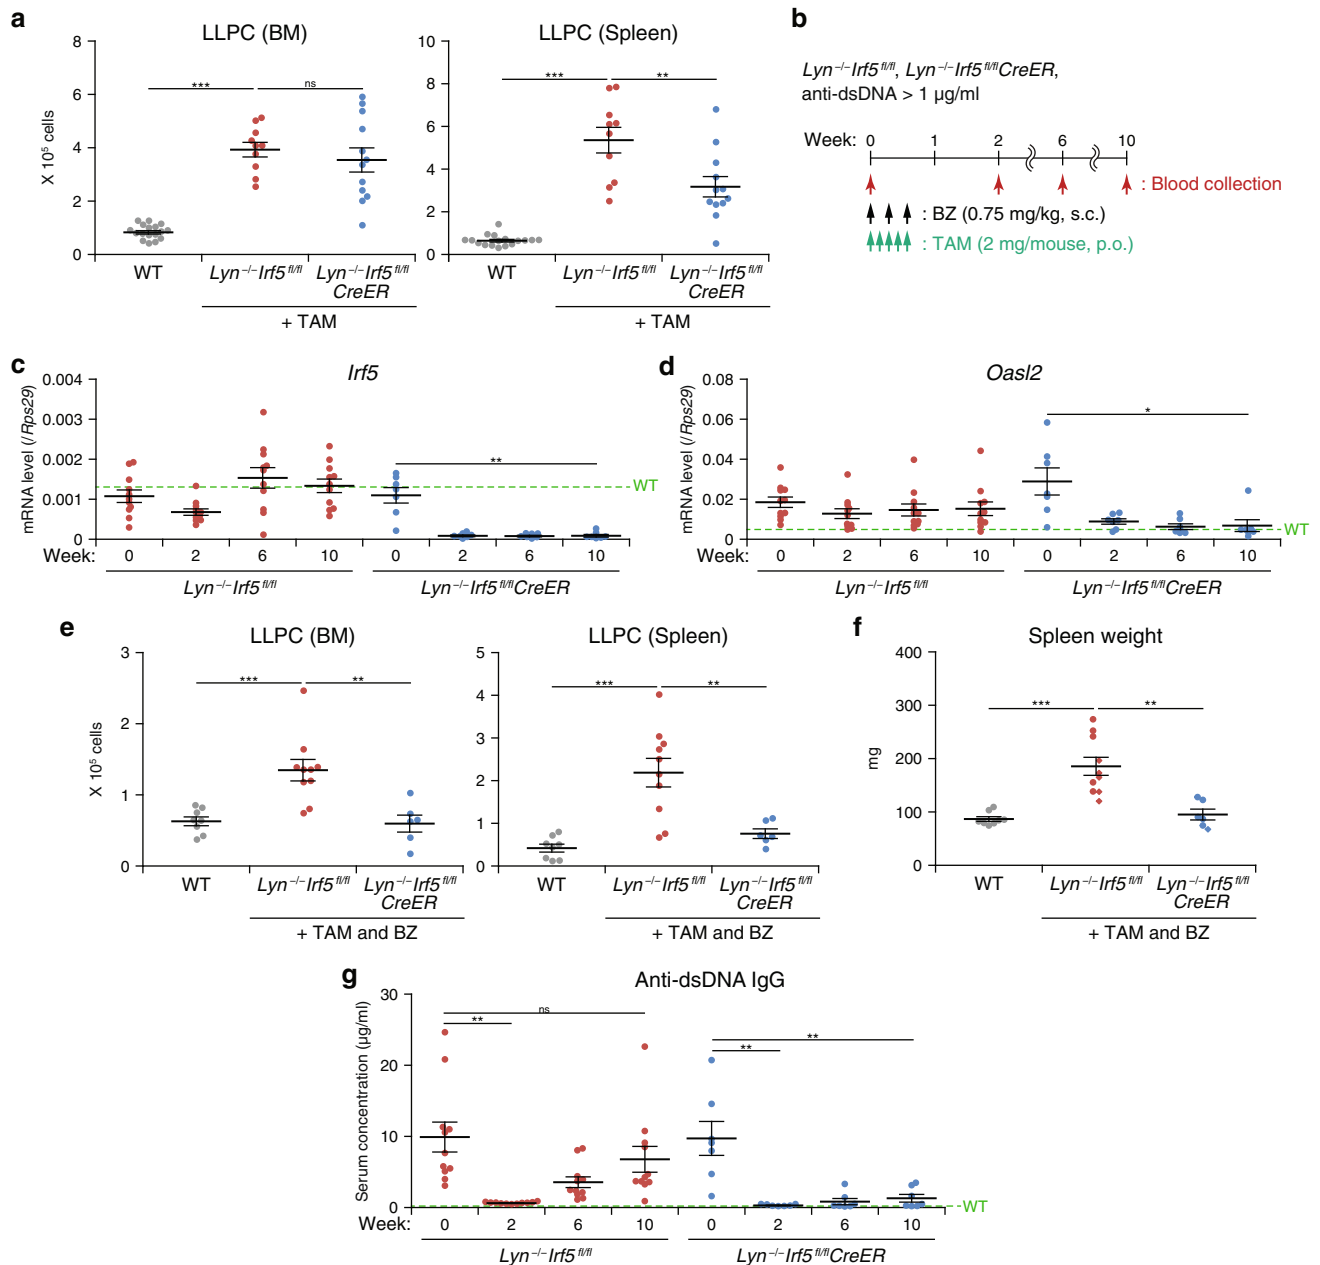 a
LLPC (BM)
8
6
4
2
0
X 10⁵ cells
***
ns
WT
Lyn⁻/⁻Irf5 fl/fl
Lyn⁻/⁻Irf5 fl/fl
CreER
+ TAM
LLPC (Spleen)
10
8
6
4
2
0
***
**
WT
Lyn⁻/⁻Irf5 fl/fl
Lyn⁻/⁻Irf5 fl/fl
CreER
+ TAM
b
Lyn⁻/⁻Irf5 fl/fl, Lyn⁻/⁻Irf5 fl/fl CreER,
anti-dsDNA > 1 µg/ml
Week: 0 1 2 6 10
: Blood collection
: BZ (0.75 mg/kg, s.c.)
: TAM (2 mg/mouse, p.o.)
c
Irf5
mRNA level (/Rps29)
0.004
0.003
0.002
0.001
0
**
WT
Week: 0 2 6 10 0 2 6 10
Lyn⁻/⁻Irf5 fl/fl
Lyn⁻/⁻Irf5 fl/fl CreER
d
Oasl2
mRNA level (/Rps29)
0.08
0.06
0.04
0.02
0
*
WT
Week: 0 2 6 10 0 2 6 10
Lyn⁻/⁻Irf5 fl/fl
Lyn⁻/⁻Irf5 fl/fl CreER
e
LLPC (BM)
X 10⁵ cells
3
2
1
0
***
**
WT
Lyn⁻/⁻Irf5 fl/fl
Lyn⁻/⁻Irf5 fl/fl
CreER
+ TAM and BZ
LLPC (Spleen)
5
4
3
2
1
0
***
**
WT
Lyn⁻/⁻Irf5 fl/fl
Lyn⁻/⁻Irf5 fl/fl
CreER
+ TAM and BZ
f
Spleen weight
mg
400
300
200
100
0
***
**
WT
Lyn⁻/⁻Irf5 fl/fl
Lyn⁻/⁻Irf5 fl/fl
CreER
+ TAM and BZ
g
Anti-dsDNA IgG
Serum concentration (µg/ml)
30
20
10
0
ns
**
**
**
WT
Week: 0 2 6 10 0 2 6 10
Lyn⁻/⁻Irf5 fl/fl
Lyn⁻/⁻Irf5 fl/fl CreER